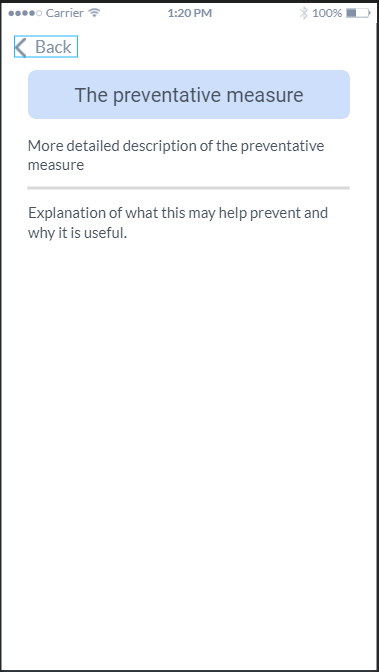 Carrier 1:20 PM 100%
Back
The preventative measure
More detailed description of the preventative
measure
Explanation of what this may help prevent and
why it is useful.